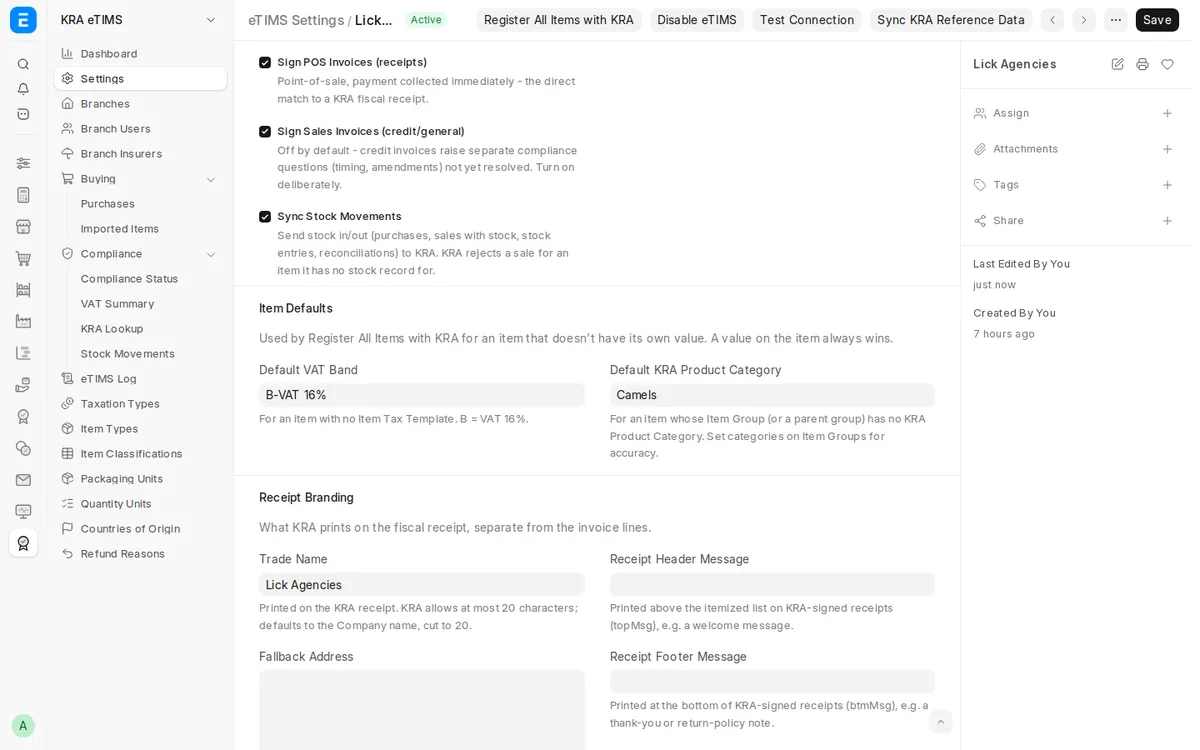 KRA eTIMS
Dashboard
Settings
Branches
Branch Users
Branch Insurers
Buying
Purchases
Imported Items
Compliance
Compliance Status
VAT Summary
KRA Lookup
Stock Movements
eTIMS Log
Taxation Types
Item Types
Item Classifications
Packaging Units
Quantity Units
Countries of Origin
Refund Reasons
A
eTIMS Settings / Lick... Active
Register All Items with KRA Disable eTIMS Test Connection Sync KRA Reference Data ... Save
Sign POS Invoices (receipts)
Point-of-sale, payment collected immediately - the direct
match to a KRA fiscal receipt.
Sign Sales Invoices (credit/general)
Off by default - credit invoices raise separate compliance
questions (timing, amendments) not yet resolved. Turn on
deliberately.
Sync Stock Movements
Send stock in/out (purchases, sales with stock, stock
entries, reconciliations) to KRA. KRA rejects a sale for an
item it has no stock record for.
Item Defaults
Used by Register All Items with KRA for an item that doesn't have its own value. A value on the item always wins.
Default VAT Band
B-VAT 16%
For an item with no Item Tax Template. B = VAT 16%.
Default KRA Product Category
Camels
For an item whose Item Group (or a parent group) has no KRA
Product Category. Set categories on Item Groups for
accuracy.
Receipt Branding
What KRA prints on the fiscal receipt, separate from the invoice lines.
Trade Name
Lick Agencies
Printed on the KRA receipt. KRA allows at most 20 characters;
defaults to the Company name, cut to 20.
Receipt Header Message
Printed above the itemized list on KRA-signed receipts
(topMsg), e.g. a welcome message.
Fallback Address
Receipt Footer Message
Printed at the bottom of KRA-signed receipts (btmMsg), e.g. a
thank-you or return-policy note.
Lick Agencies
Assign
Attachments
Tags
Share
Last Edited By You
just now
Created By You
7 hours ago